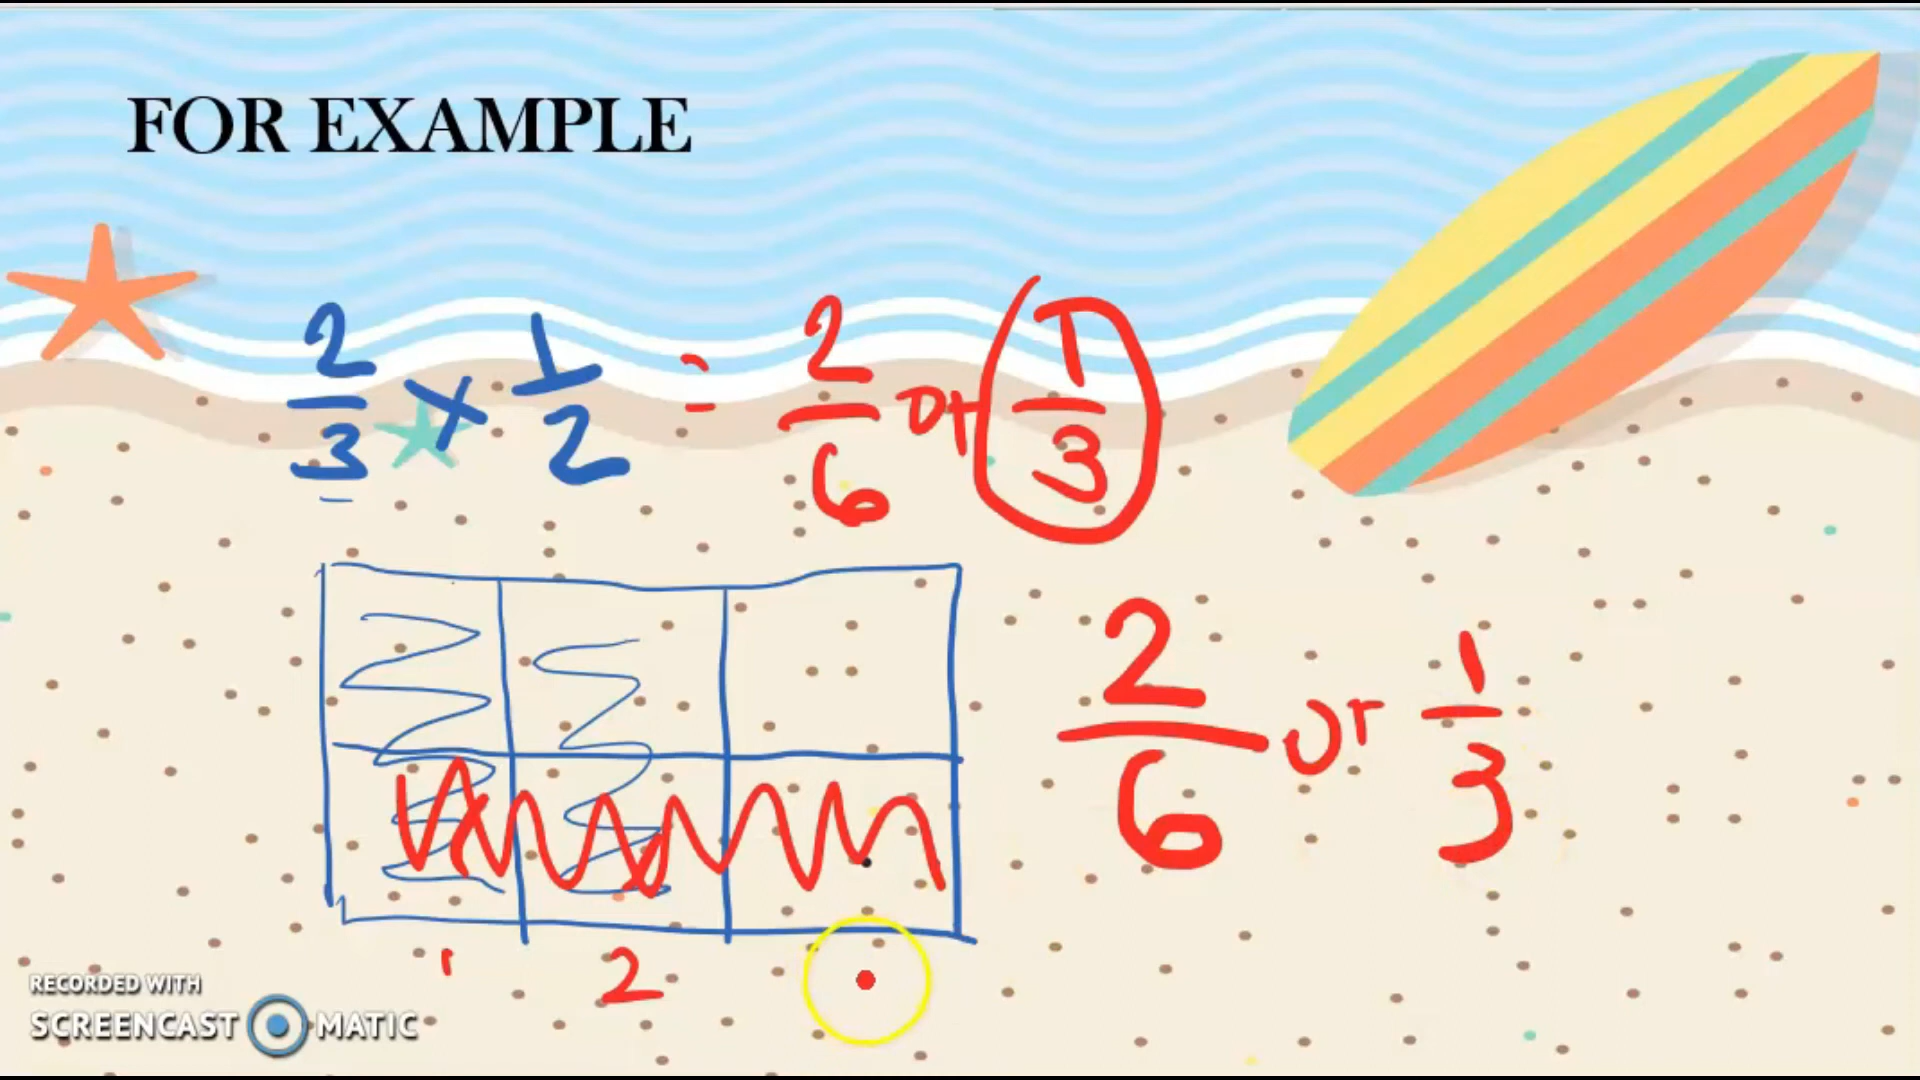 FOR EXAMPLE
2/3 x 1/2 = 2/6 or 1/3
2/6 or 1/3
1 2
RECORDED WITH
SCREENCAST MATIC